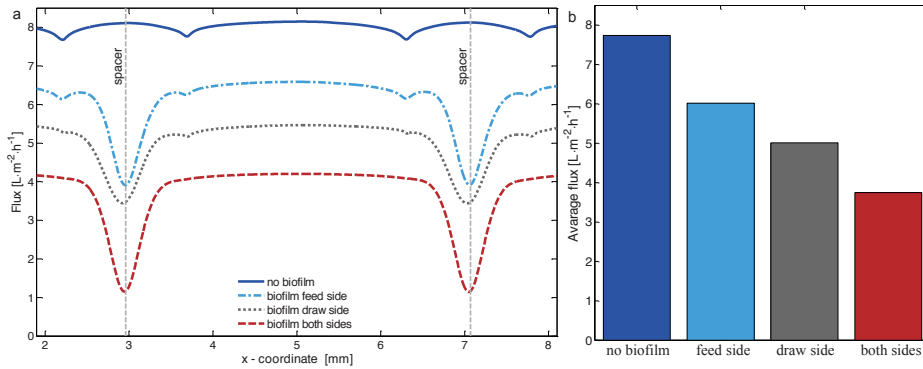 a
8
7
6
5
4
3
2
1
0
Flux [L·m⁻²·h⁻¹]
spacer
spacer
no biofilm
biofilm feed side
biofilm draw side
biofilm both sides
2 3 4 5 6 7 8
x - coordinate [mm]
b
8
7
6
5
4
3
2
1
0
Avarage flux [L·m⁻²·h⁻¹]
no biofilm feed side draw side both sides